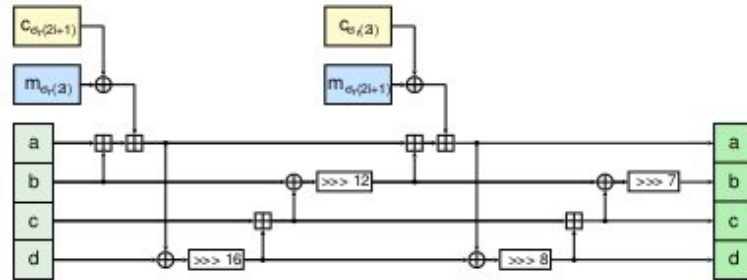 c_σr(2i+1) c_σr(2i)
m_σr(2i) m_σr(2i+1)
a a
b >>> 12 >>> 7 b
c c
d >>> 16 >>> 8 d